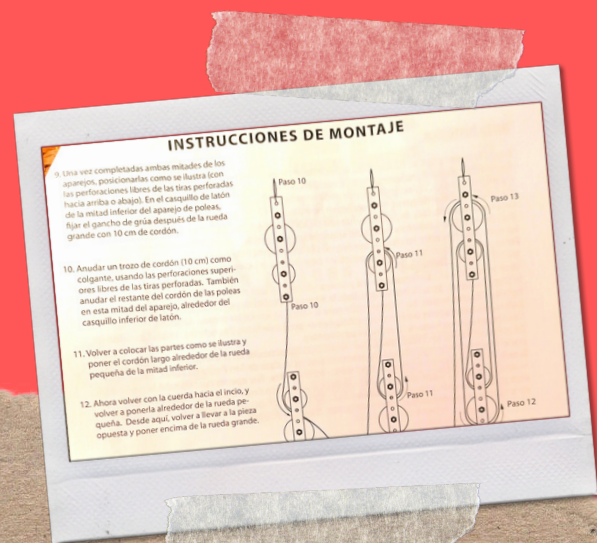 INSTRUCCIONES DE MONTAJE
9. Una vez completadas ambas mitades de los
aparejos, posicionarlas como se ilustra (con
las perforaciones libres de las tiras perforadas
hacia arriba o abajo). En el casquillo de latón
de la mitad inferior del aparejo de poleas,
fijar el gancho de grúa después de la rueda
grande con 10 cm de cordón.
10. Anudar un trozo de cordón (10 cm) como
colgante, usando las perforaciones superi-
ores libres de las tiras perforadas. También
anudar el restante del cordón de las poleas
en esta mitad del aparejo, alrededor del
casquillo inferior de latón.
11. Volver a colocar las partes como se ilustra y
poner el cordón largo alrededor de la rueda
pequeña de la mitad inferior.
12. Ahora volver con la cuerda hacia el incio, y
volver a ponerla alrededor de la rueda pe-
queña. Desde aquí, volver a llevar a la pieza
opuesta y poner encima de la rueda grande.
Paso 10
Paso 10
Paso 11
Paso 11
Paso 13
Paso 12